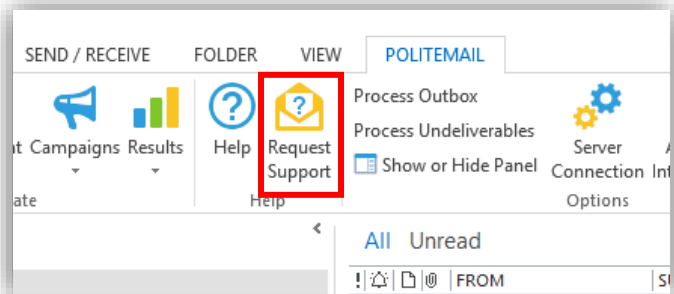 SEND / RECEIVE FOLDER VIEW POLITEMAIL
Process Outbox
Process Undeliverables
Show or Hide Panel
Campaigns Results
Help
Request
Support
Server
Connection
Help
Options
All Unread
! FROM